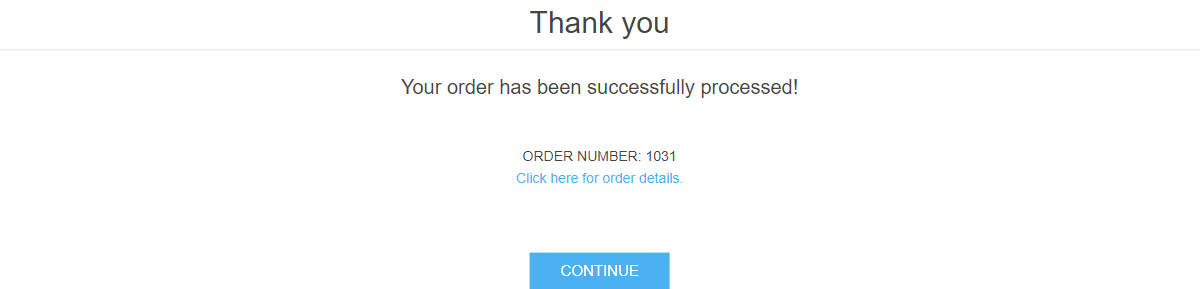 Thank you
Your order has been successfully processed!
ORDER NUMBER: 1031
Click here for order details.
CONTINUE